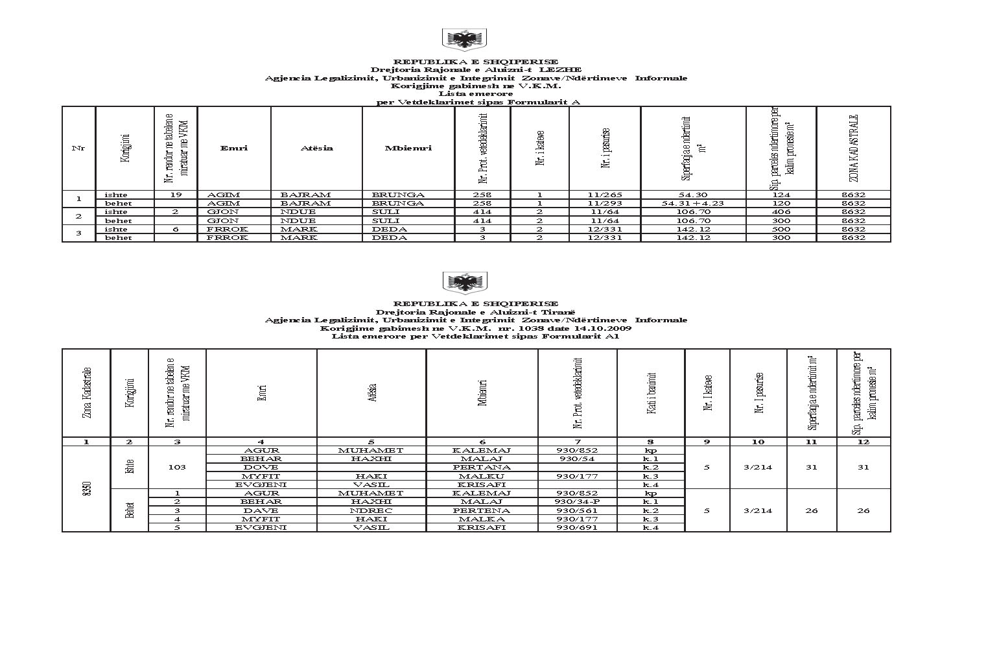 REPUBLIKA E SHQIPERISE
Drejtoria Rajonale e Aluizni-t LEZHE
Agjencia Legalizimit, Urbanizimit e Integrimit Zonave/Ndërtimeve Informale
Korigjime gabimesh ne V.K.M.
Lista emerore
per Vetdeklarimet sipas Formularit A
Nr Korigjimi Nr. rendor ne tabelen e miratuar me VKM Emri Atësia Mbiemri Nr. Prot. vetedeklarimit Nr. i kateve Nr. i pasurise Siperfaqja e ndertimit m² Sip. parceles ndertimore per kalim pronesie m² ZONA KADASTRALE
1 ishte 19 AGIM BAJRAM BRUNGA 258 1 11/265 54.30 124 8632
behet AGIM BAJRAM BRUNGA 258 1 11/293 54.31+4.23 120 8632
2 ishte 2 GJON NDUE SULI 414 2 11/64 106.70 406 8632
behet GJON NDUE SULI 414 2 11/64 106.70 300 8632
3 ishte 6 FRROK MARK DEDA 3 2 12/331 142.12 500 8632
behet FRROK MARK DEDA 3 2 12/331 142.12 300 8632
REPUBLIKA E SHQIPERISE
Drejtoria Rajonale e Aluizni-t Tiranë
Agjencia Legalizimit, Urbanizimit e Integrimit Zonave/Ndërtimeve Informale
Korigjime gabimesh ne V.K.M. nr. 1038 date 14.10.2009
Lista emerore per Vetdeklarimet sipas Formularit A1
Zona Kadastrale Korigjimi Nr. rendor ne tabelen e miratuar me VKM Emri Atësia Mbiemri Nr. Prot. vetedeklarimit Kati i banimit Nr. I kateve Nr. I pasurise Siperfaqja e ndertimit m² Sip. parceles ndertimore per kalim pronesie m²
1 2 3 4 5 6 7 8 9 10 11 12
8350 Ishte 103 AGUR MUHAMET KALEMAJ 930/852 kp 5 3/214 31 31
BEHAR HAXHI MALAJ 930/54 k.1
DOVE PERTANA k.2
MYFIT HAKI MALKU 930/177 k.3
EVGJENI VASIL KRISAFI k.4
Behet 1 AGUR MUHAMET KALEMAJ 930/852 kp 5 3/214 26 26
2 BEHAR HAXHI MALAJ 930/34-P k.1
3 DAVE NDREC PERTENA 930/561 k.2
4 MYFIT HAKI MALKA 930/177 k.3
5 EVGJENI VASIL KRISAFI 930/691 k.4